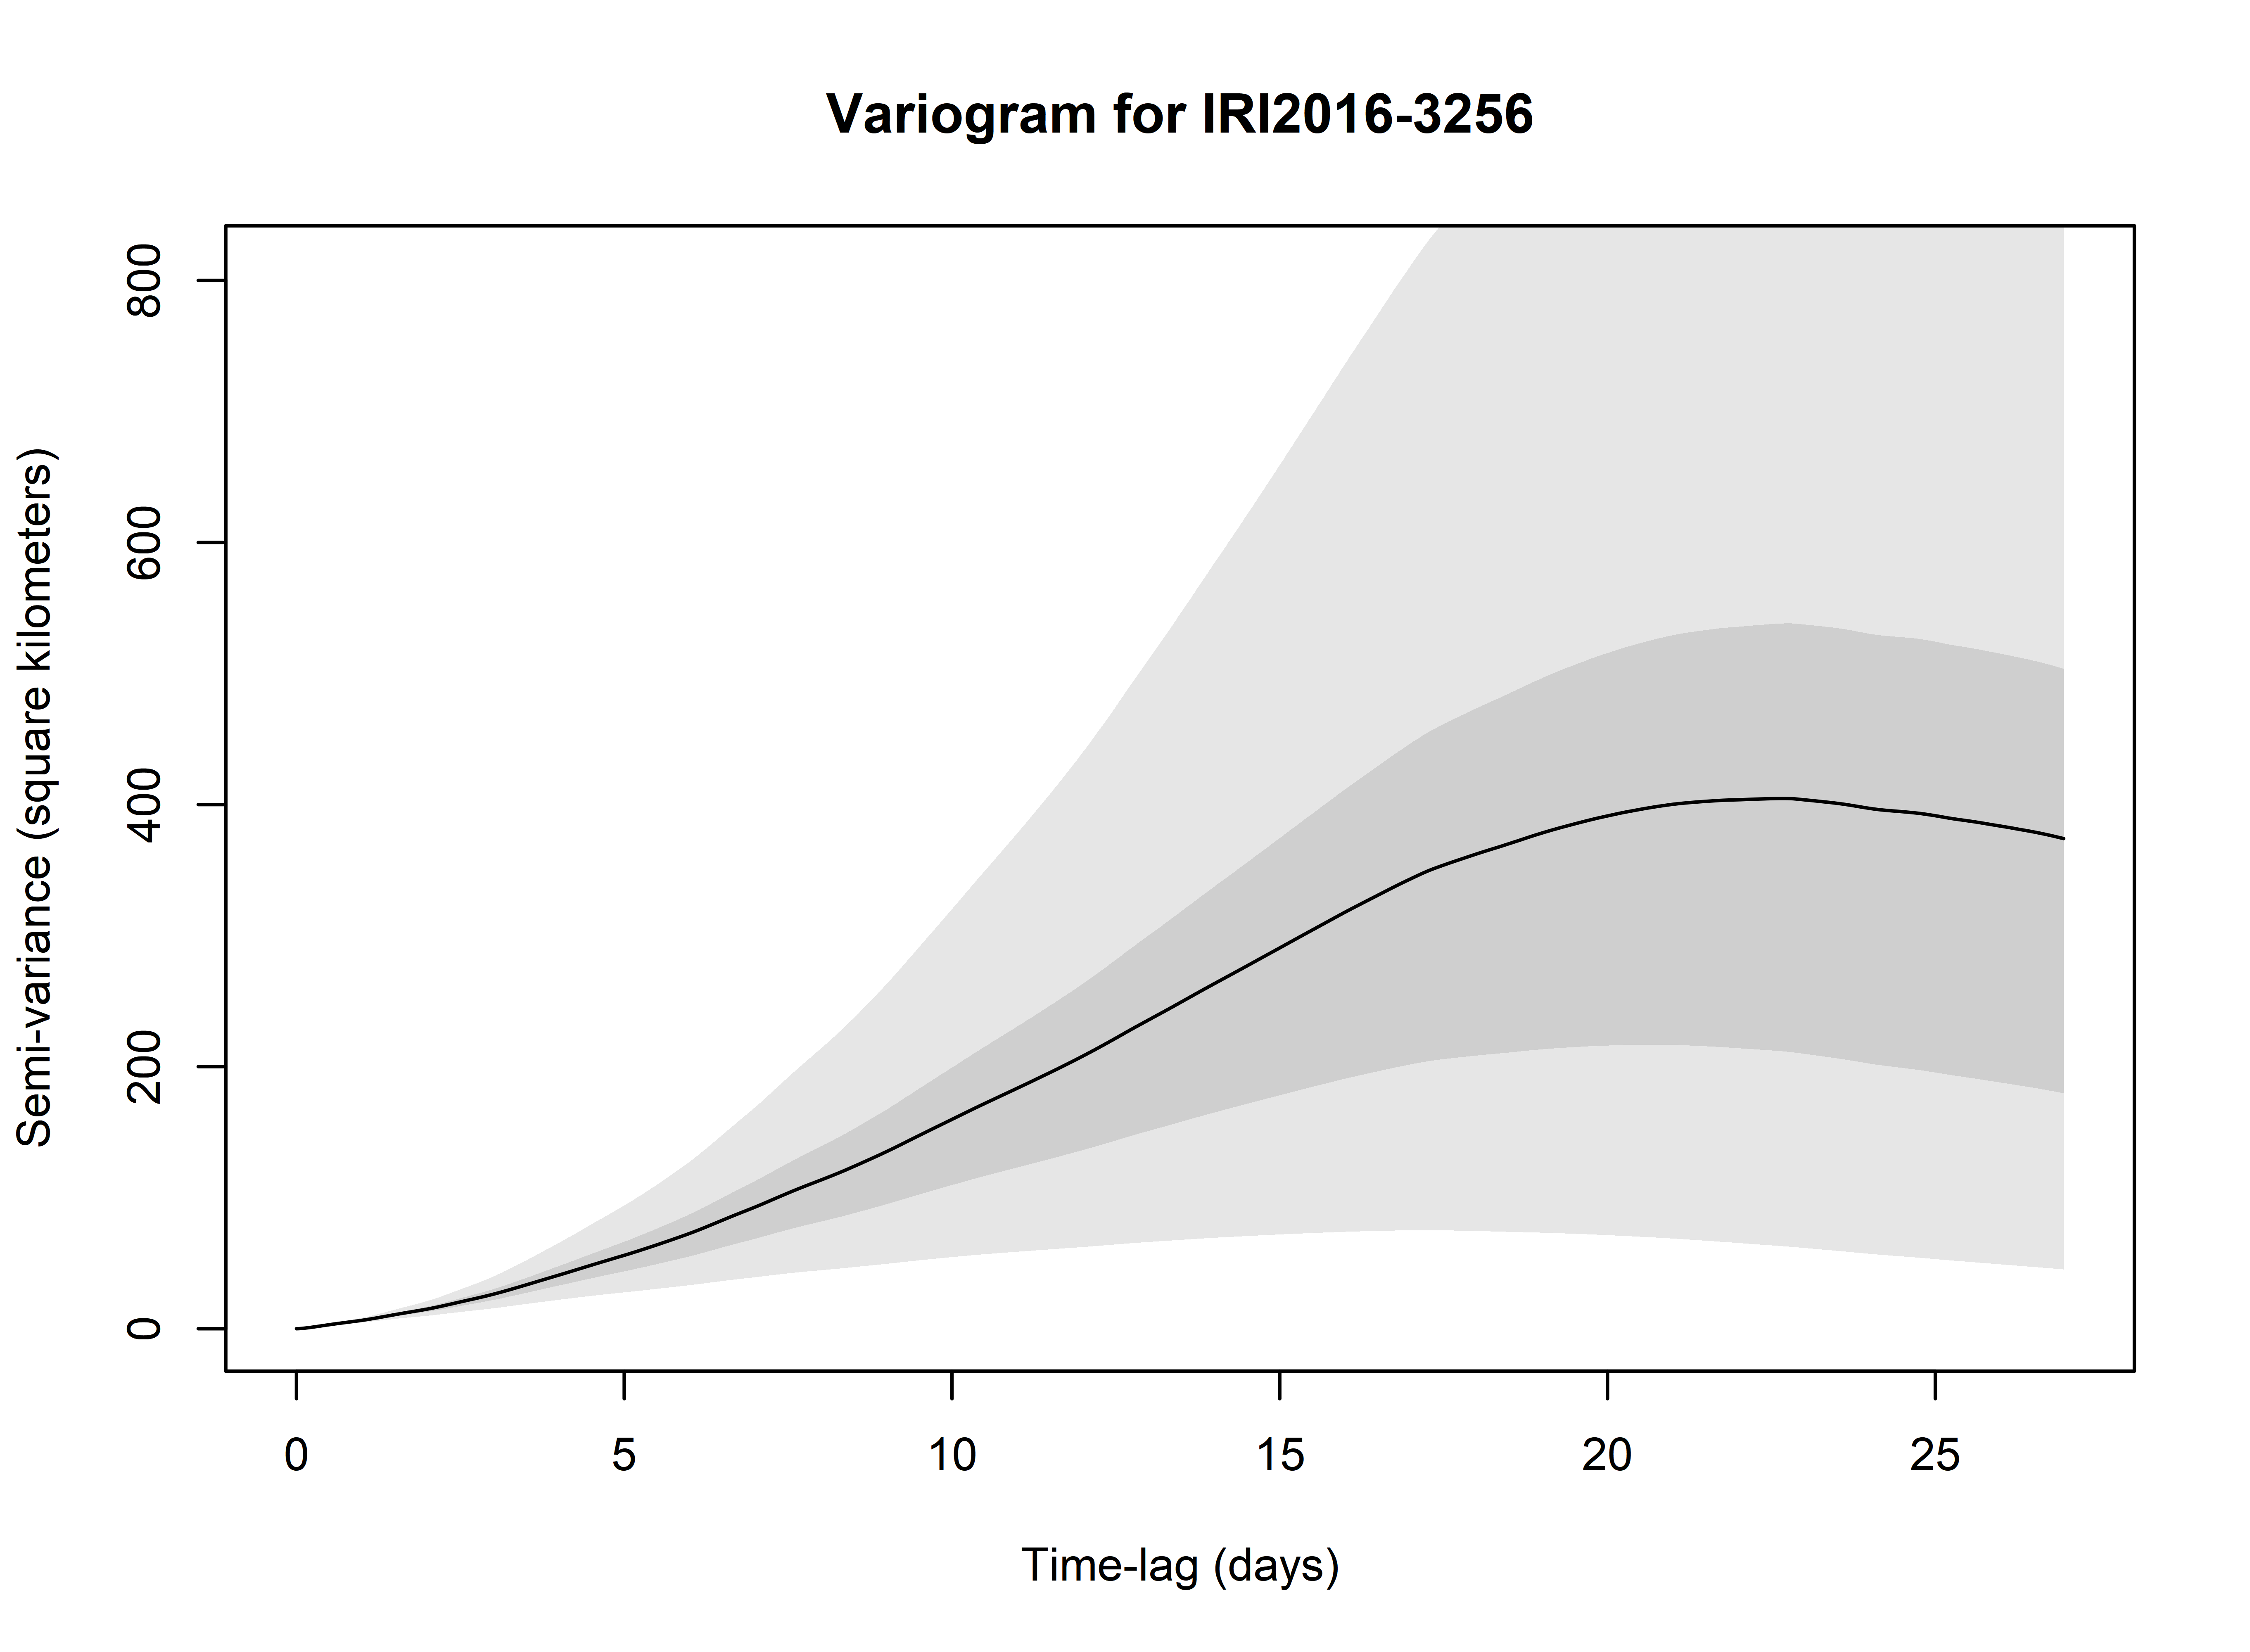 Variogram for IRI2016-3256
Semi-variance (square kilometers)
800
600
400
200
0
0 5 10 15 20 25
Time-lag (days)